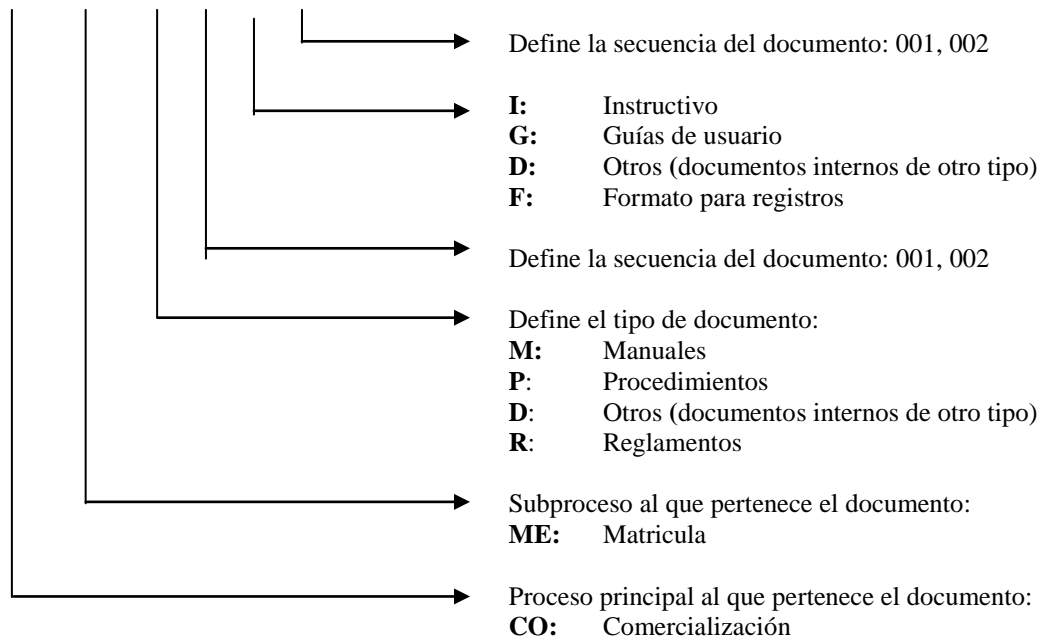 Define la secuencia del documento: 001, 002
I: Instructivo
G: Guías de usuario
D: Otros (documentos internos de otro tipo)
F: Formato para registros
Define la secuencia del documento: 001, 002
Define el tipo de documento:
M: Manuales
P: Procedimientos
D: Otros (documentos internos de otro tipo)
R: Reglamentos
Subproceso al que pertenece el documento:
ME: Matricula
Proceso principal al que pertenece el documento:
CO: Comercialización